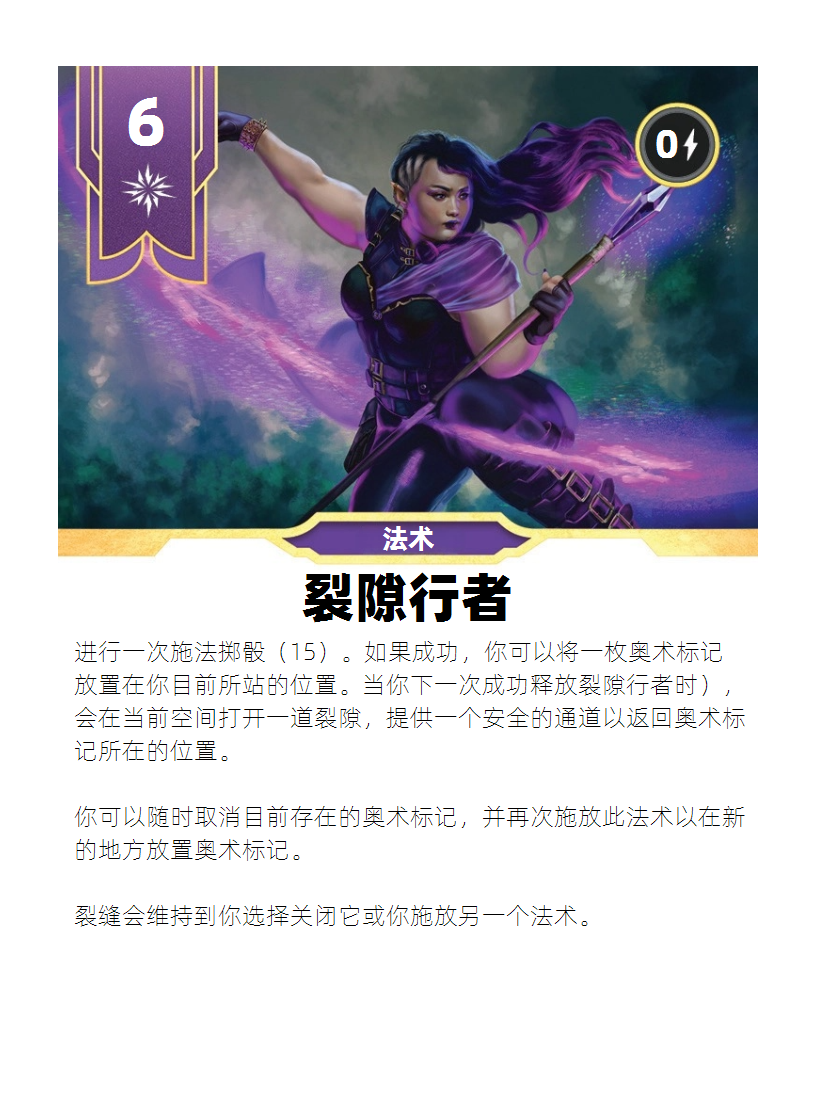 6
0
法术
裂隙行者
进行一次施法掷骰（15）。如果成功，你可以将一枚奥术标记
放置在你目前所站的位置。当你下一次成功释放裂隙行者时），
会在当前空间打开一道裂隙，提供一个安全的通道以返回奥术标
记所在的位置。
你可以随时取消目前存在的奥术标记，并再次施放此法术以在新
的地方放置奥术标记。
裂缝会维持到你选择关闭它或你施放另一个法术。